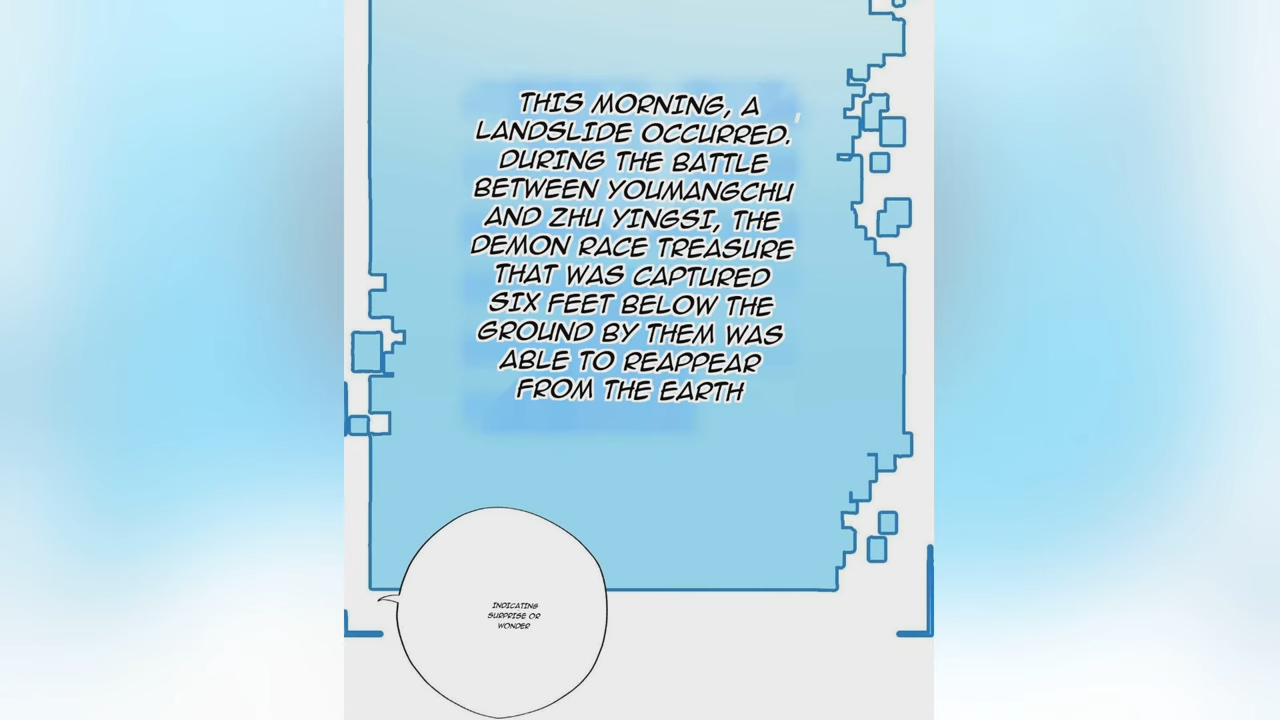 THIS MORNING, A
LANDSLIDE OCCURRED.
DURING THE BATTLE
BETWEEN YOUMANGCHU
AND ZHU YINGSI, THE
DEMON RACE TREASURE
THAT WAS CAPTURED
SIX FEET BELOW THE
GROUND BY THEM WAS
ABLE TO REAPPEAR
FROM THE EARTH
INDICATING
SURPRISE OR
WONDER